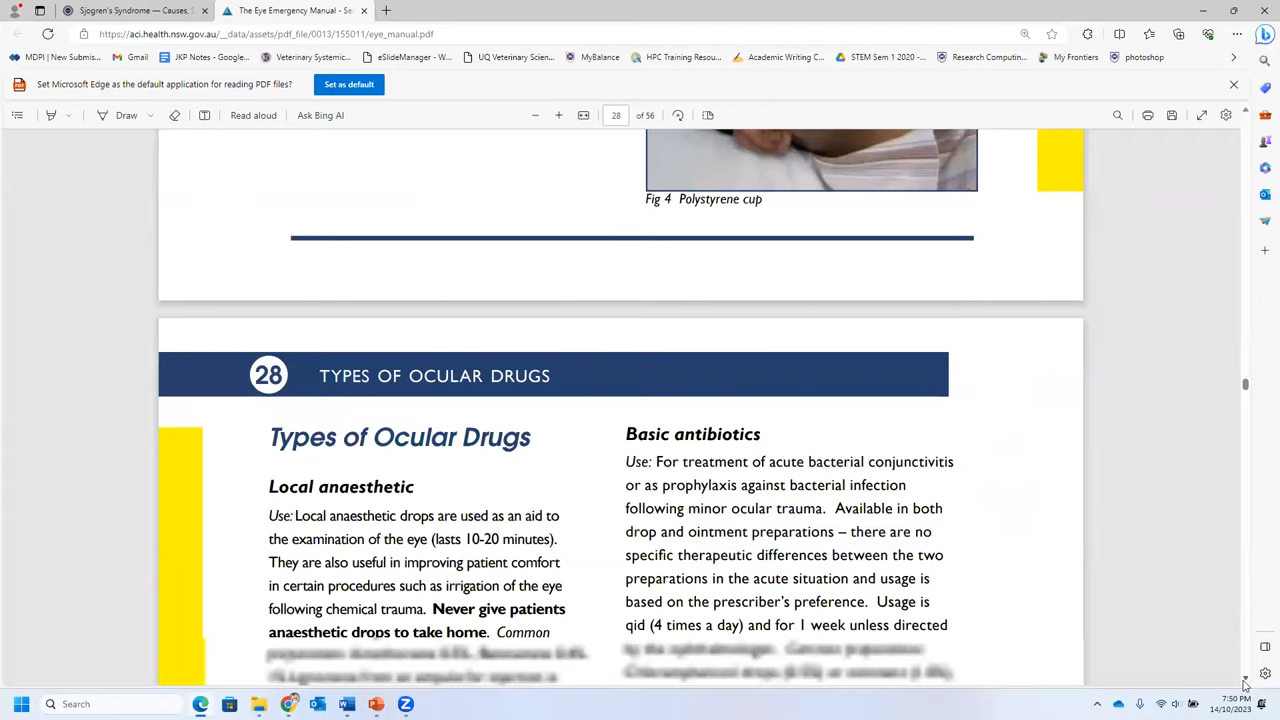 Sjogren's Syndrome — Causes, S
The Eye Emergency Manual - Se
https://aci.health.nsw.gov.au/__data/assets/pdf_file/0013/155011/eye_manual.pdf
MDPI | New Submis...
Gmail
JKP Notes - Google...
Veterinary Systemic...
eSlideManager - W...
UQ Veterinary Scien...
MyBalance
HPC Training Resou...
Academic Writing C...
STEM Sem 1 2020 -...
Research Computin...
My Frontiers
photoshop
Set Microsoft Edge as the default application for reading PDF files?
Set as default
Draw
Read aloud
Ask Bing AI
28 of 56
Fig 4 Polystyrene cup
28 TYPES OF OCULAR DRUGS
Types of Ocular Drugs
Local anaesthetic
Use: Local anaesthetic drops are used as an aid to
the examination of the eye (lasts 10-20 minutes).
They are also useful in improving patient comfort
in certain procedures such as irrigation of the eye
following chemical trauma. Never give patients
anaesthetic drops to take home. Common
Basic antibiotics
Use: For treatment of acute bacterial conjunctivitis
or as prophylaxis against bacterial infection
following minor ocular trauma. Available in both
drop and ointment preparations – there are no
specific therapeutic differences between the two
preparations in the acute situation and usage is
based on the prescriber's preference. Usage is
qid (4 times a day) and for 1 week unless directed
Search
7:50 PM
14/10/2023